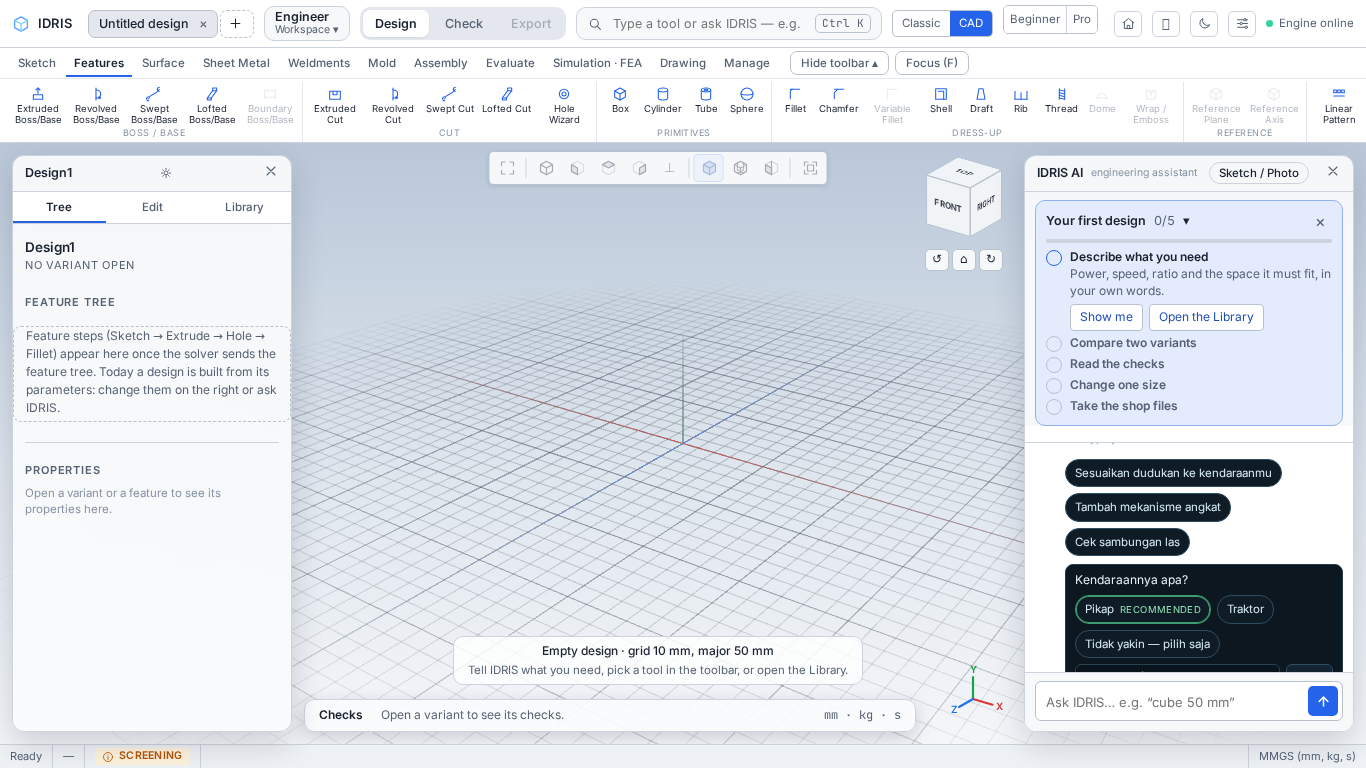 IDRIS
Untitled design ×
+
Engineer
Workspace ▾
Design
Check
Export
Type a tool or ask IDRIS — e.g.
Ctrl K
Classic
CAD
Beginner
Pro
Engine online
Sketch
Features
Surface
Sheet Metal
Weldments
Mold
Assembly
Evaluate
Simulation · FEA
Drawing
Manage
Hide toolbar ▴
Focus (F)
Extruded Boss/Base
Revolved Boss/Base
Swept Boss/Base
Lofted Boss/Base
Boundary Boss/Base
BOSS / BASE
Extruded Cut
Revolved Cut
Swept Cut
Lofted Cut
Hole Wizard
CUT
Box
Cylinder
Tube
Sphere
PRIMITIVES
Fillet
Chamfer
Variable Fillet
Shell
Draft
Rib
Thread
Dome
Wrap / Emboss
DRESS-UP
Reference Plane
Reference Axis
REFERENCE
Linear Pattern
Design1
Tree
Edit
Library
Design1
NO VARIANT OPEN
FEATURE TREE
Feature steps (Sketch → Extrude → Hole →
Fillet) appear here once the solver sends the
feature tree. Today a design is built from its
parameters: change them on the right or ask
IDRIS.
PROPERTIES
Open a variant or a feature to see its
properties here.
TOP
FRONT
RIGHT
Empty design · grid 10 mm, major 50 mm
Tell IDRIS what you need, pick a tool in the toolbar, or open the Library.
Y
X
Z
Checks
Open a variant to see its checks.
mm · kg · s
IDRIS AI
engineering assistant
Sketch / Photo
Your first design 0/5 ▾
×
Describe what you need
Power, speed, ratio and the space it must fit, in
your own words.
Show me
Open the Library
Compare two variants
Read the checks
Change one size
Take the shop files
Sesuaikan dudukan ke kendaraanmu
Tambah mekanisme angkat
Cek sambungan las
Kendaraannya apa?
Pikap RECOMMENDED
Traktor
Tidak yakin — pilih saja
Ask IDRIS... e.g. “cube 50 mm”
Ready
—
SCREENING
MMGS (mm, kg, s)